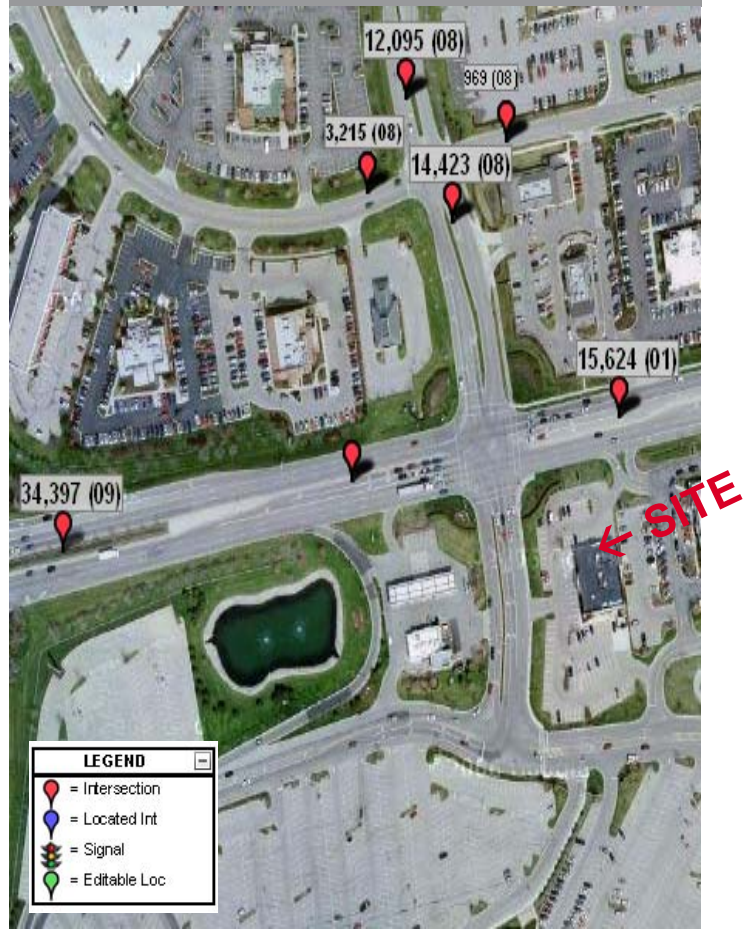 12,095 (08)
969 (08)
3,215 (08)
14,423 (08)
15,624 (01)
34,397 (09)
← SITE
LEGEND
= Intersection
= Located Int
= Signal
= Editable Loc